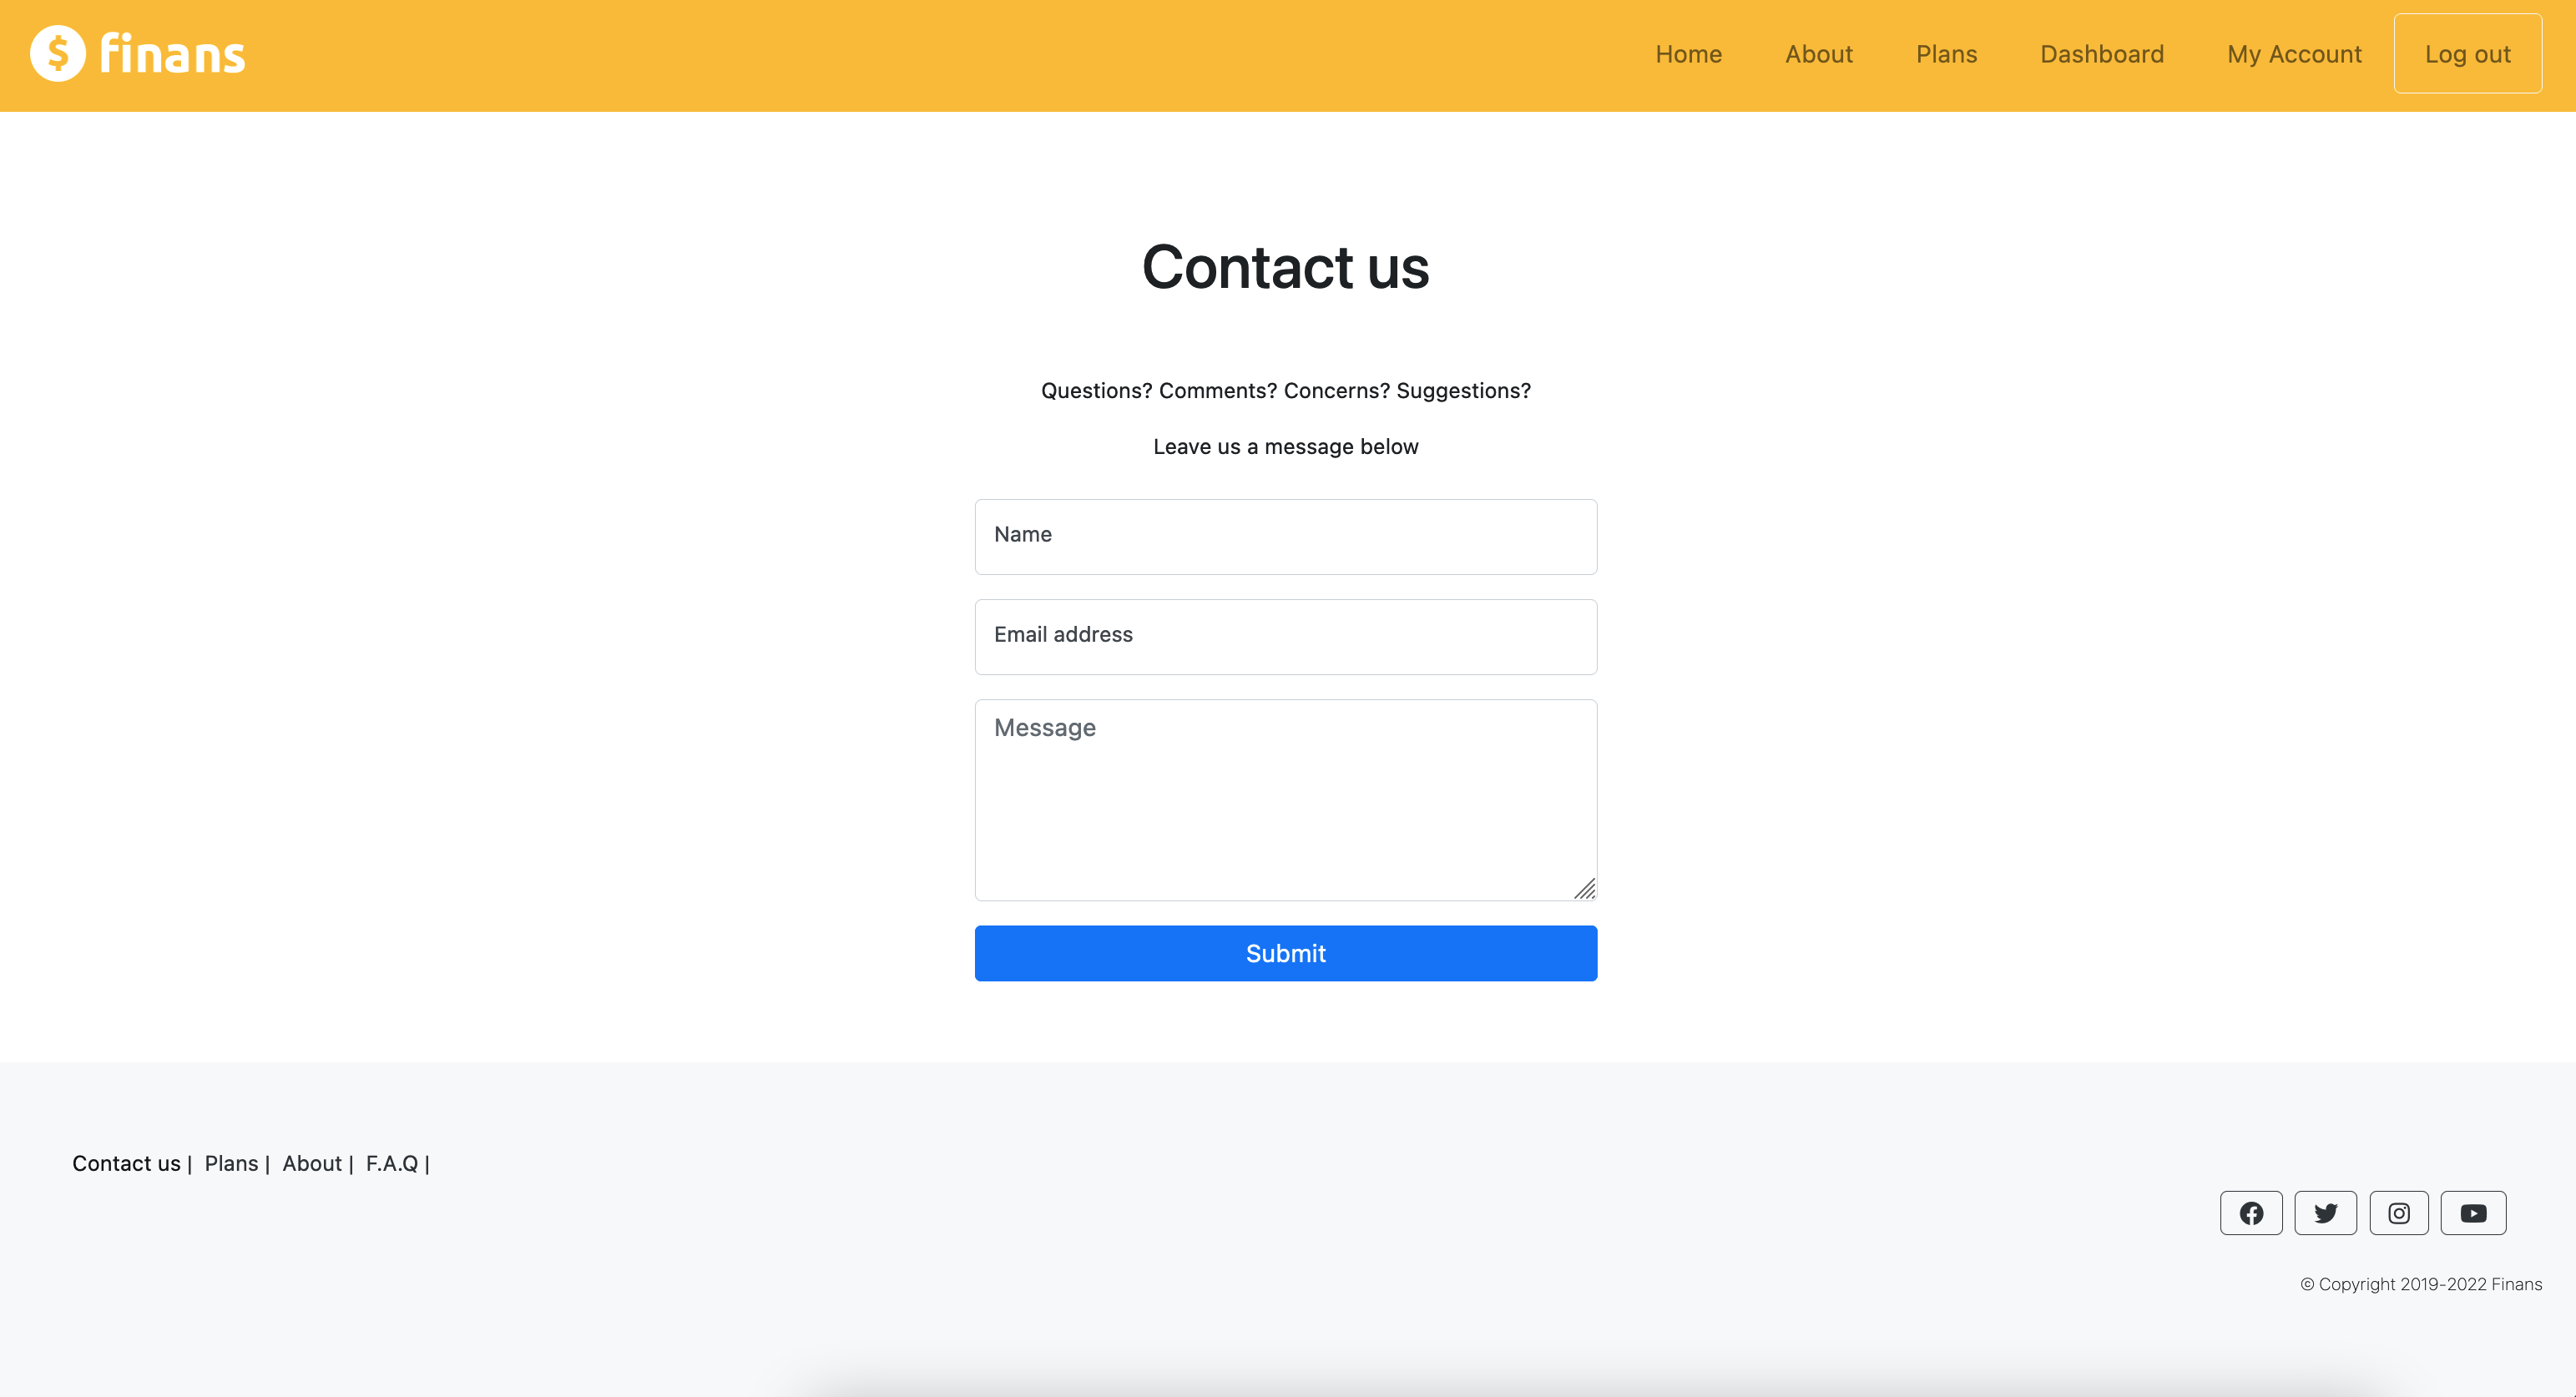 $ finans
Home About Plans Dashboard My Account Log out
Contact us
Questions? Comments? Concerns? Suggestions?
Leave us a message below
Name
Email address
Message
Submit
Contact us | Plans | About | F.A.Q |
© Copyright 2019-2022 Finans